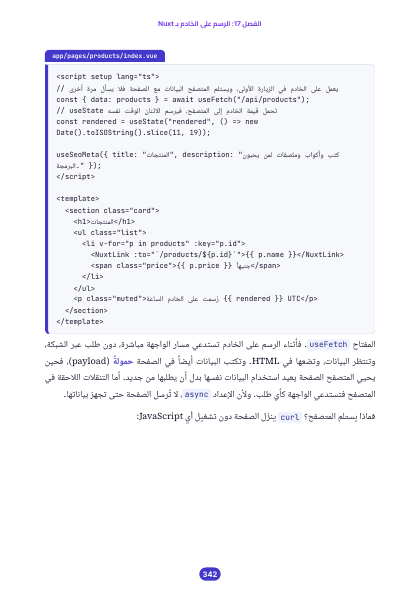 الفصل 17: الرسم على الخادم بـ Nuxt
app/pages/products/index.vue
<script setup lang="ts">
// يعمل على الخادم في الزيارة الأولى، ويستلم المتصفح البيانات مع الصفحة فلا يسأل مرة أخرى
const { data: products } = await useFetch("/api/products");
// useState تحمل قيمة الخادم إلى المتصفح، فيرسم الاثنان الوقت نفسه
const rendered = useState("rendered", () => new
Date().toISOString().slice(11, 19));
useSeoMeta({ title: "المنتجات", description: "كتب وأكواب وملصقات لمن يحبون
البرمجة." });
</script>
<template>
<section class="card">
<h1>المنتجات</h1>
<ul class="list">
<li v-for="p in products" :key="p.id">
<NuxtLink :to="`/products/${p.id}`">{{ p.name }}</NuxtLink>
<span class="price">{{ p.price }} جنيهاً</span>
</li>
</ul>
<p class="muted">رُسمت على الخادم الساعة {{ rendered }} UTC</p>
</section>
</template>
المفتاح useFetch. فأثناء الرسم على الخادم تستدعي مسار الواجهة مباشرة، دون طلب عبر الشبكة،
وتنتظر البيانات، وتضعها في HTML. وتكتب البيانات أيضاً في الصفحة حمولةً (payload)، فحين
يحيي المتصفح الصفحة يعيد استخدام البيانات نفسها بدل أن يطلبها من جديد. أما التنقلات اللاحقة في
المتصفح فتستدعي الواجهة كأي طلب. ولأن الإعداد async، لا تُرسل الصفحة حتى تجهز بياناتها.
فماذا يستلم المتصفح؟ curl ينزّل الصفحة دون تشغيل أي JavaScript:
342